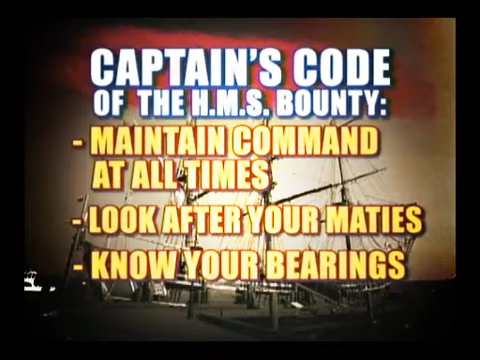 CAPTAIN'S CODE
OF THE H.M.S. BOUNTY:
- MAINTAIN COMMAND
AT ALL TIMES
- LOOK AFTER YOUR MATIES
- KNOW YOUR BEARINGS